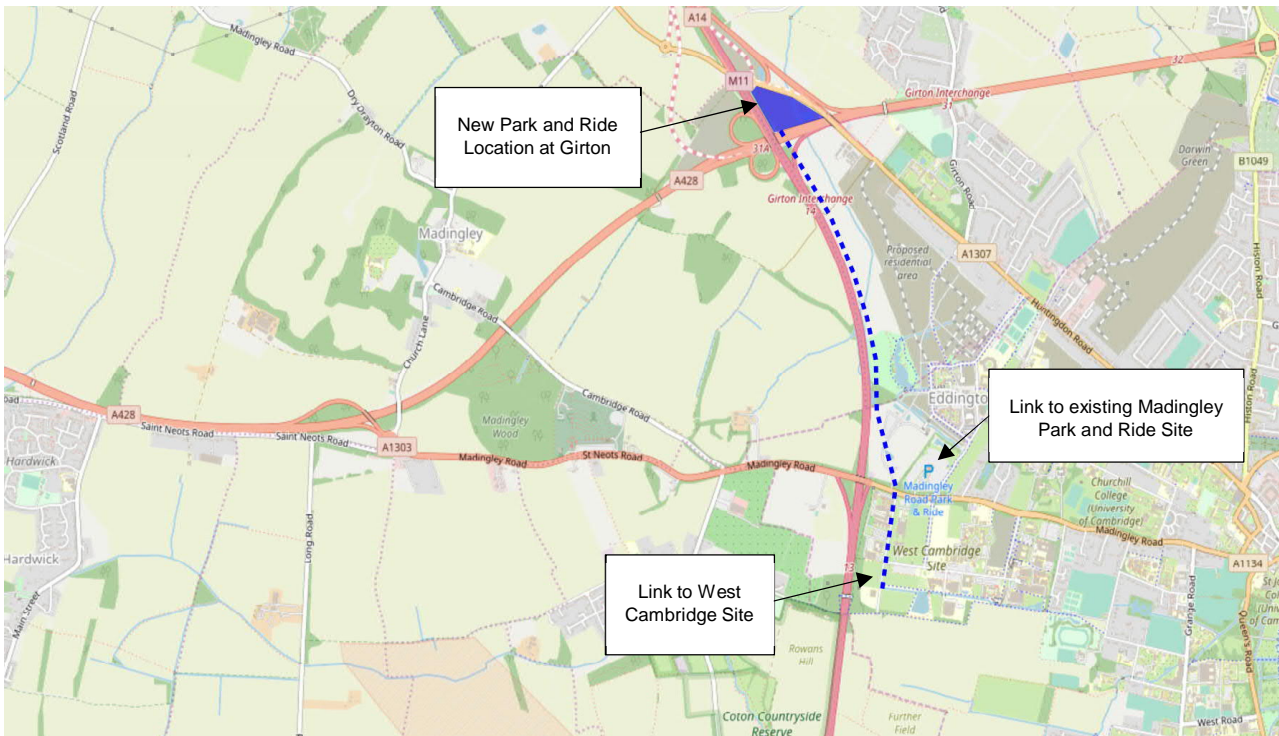 A14
Madingley Road
M11
32
Girton Interchange
31
Scotland Road
Dry Drayton Road
New Park and Ride
Location at Girton
31A
A428
Girton Interchange
14
Girton Road
Darwin
Green
B1049
Madingley
Proposed
residential
area
A1307
Histon Road
Huntingdon Road
Cambridge Road
Church Lane
Eddington
Link to existing Madingley
Park and Ride Site
Histon Road
A428
Saint Neots Road
Saint Neots Road
A1303
Madingley Road
Madingley
Wood
St Neots Road
Cambridge Road
Madingley Road
P
Madingley
Road Park
& Ride
Churchill
College
(University
of Cambridge)
Madingley Road
Hardwick
Hardwick
Main Street
Long Road
Link to West
Cambridge Site
13
West Cambridge
Site
A1134
Grange Road
Queen's Road
Rowans
Hill
Coton Countryside
Reserve
Further
Field
West Road